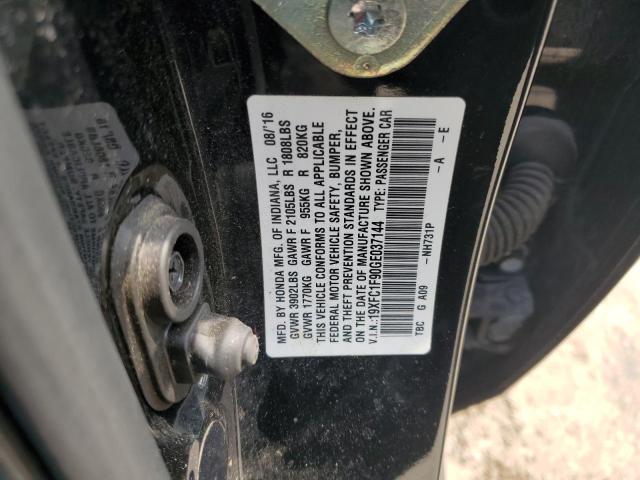 MFD. BY HONDA MFG. OF INDIANA, LLC 08/'16
GVWR 3902LBS GAWR F 2105LBS R 1808LBS
GVWR 1770KG GAWR F 955KG R 820KG
THIS VEHICLE CONFORMS TO ALL APPLICABLE
FEDERAL MOTOR VEHICLE SAFETY, BUMPER,
AND THEFT PREVENTION STANDARDS IN EFFECT
ON THE DATE OF MANUFACTURE SHOWN ABOVE.
V.I.N.:19XFC1F90GE037144 TYPE: PASSENGER CAR
-NH731P -A -E
TBC G A09